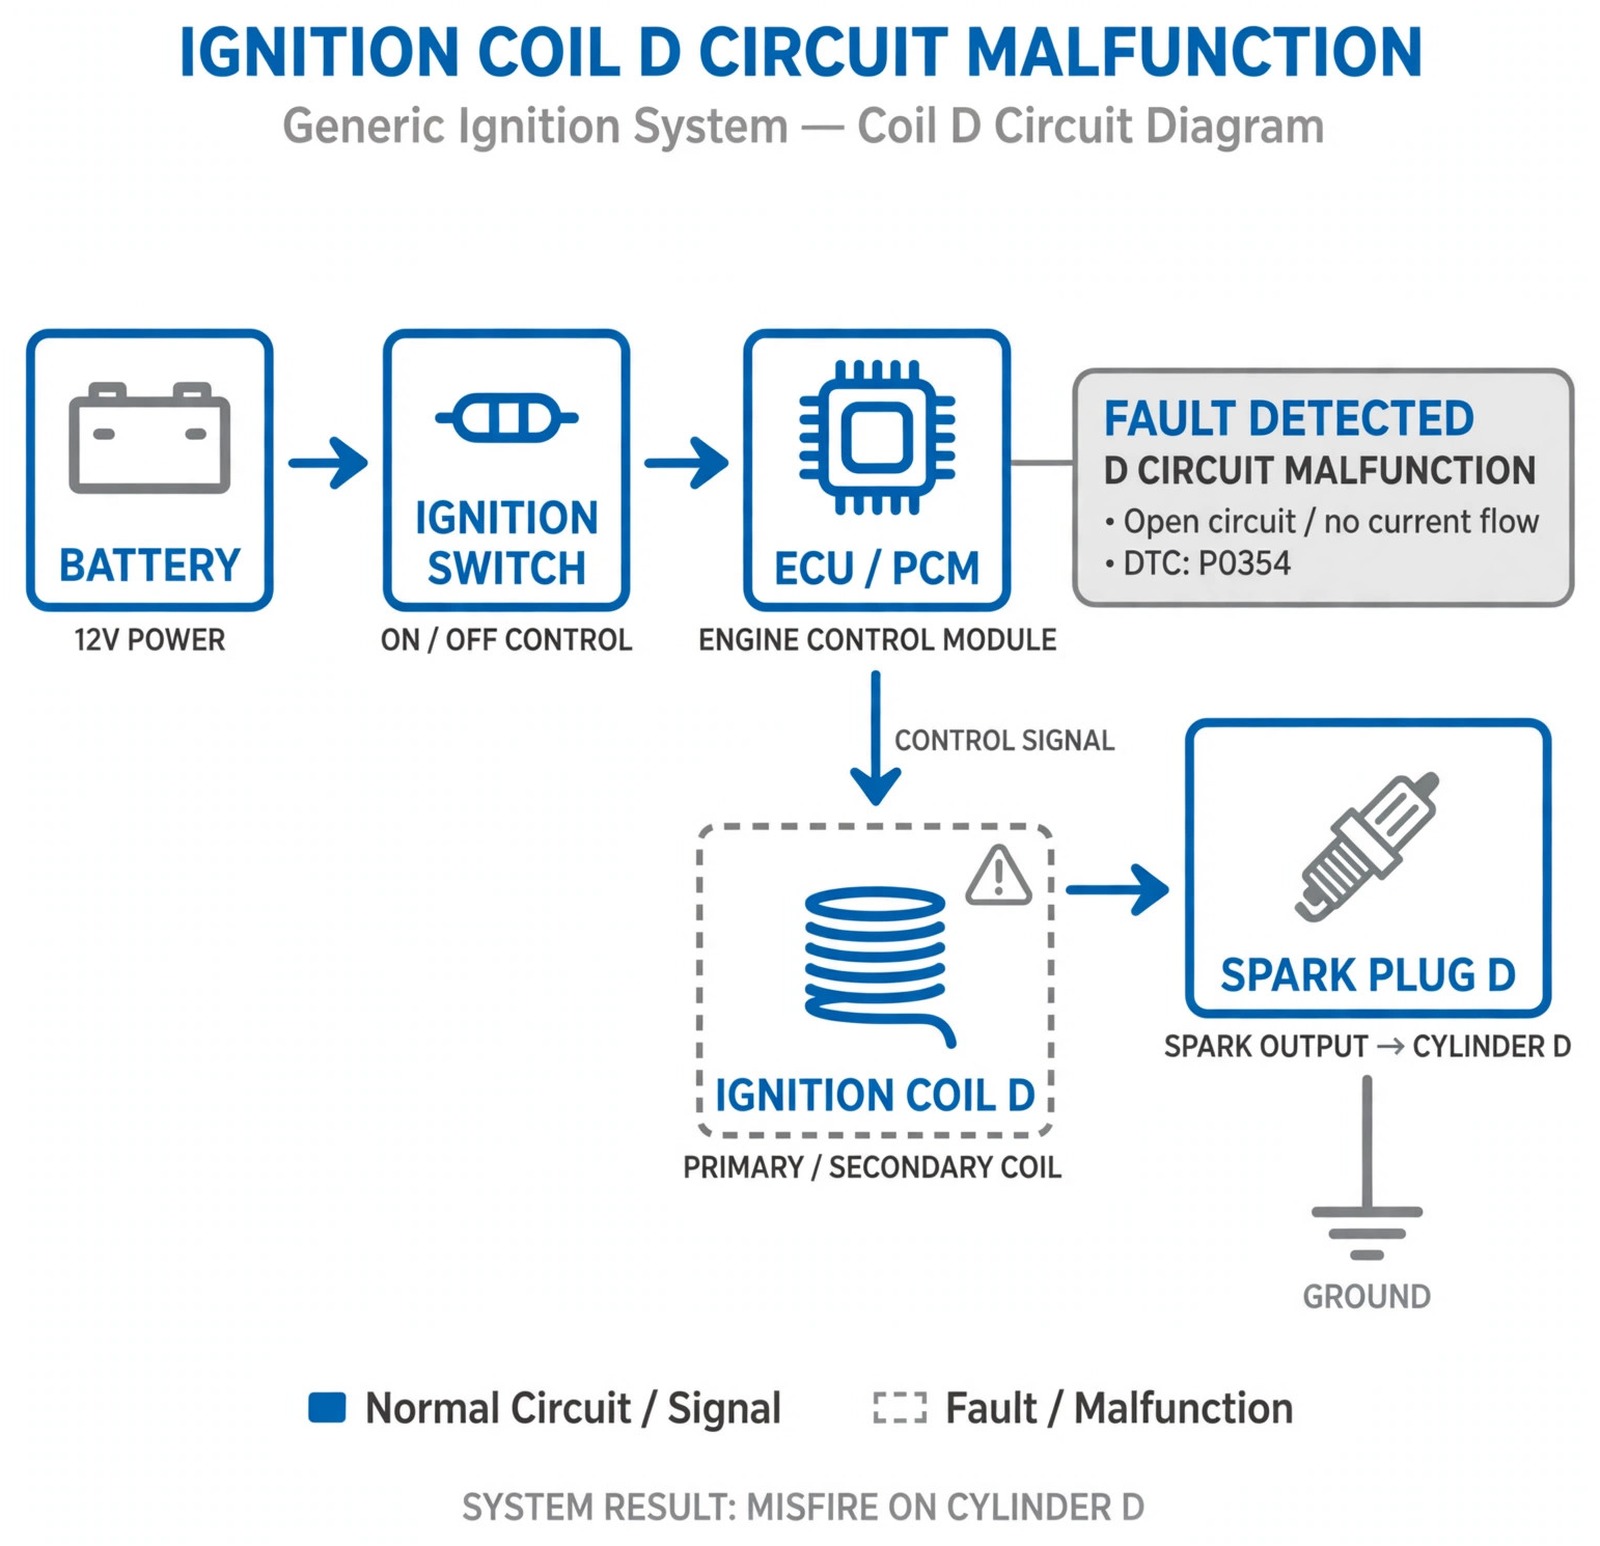 IGNITION COIL D CIRCUIT MALFUNCTION
Generic Ignition System — Coil D Circuit Diagram
BATTERY
12V POWER
IGNITION
SWITCH
ON / OFF CONTROL
ECU / PCM
ENGINE CONTROL MODULE
FAULT DETECTED
D CIRCUIT MALFUNCTION
• Open circuit / no current flow
• DTC: P0354
CONTROL SIGNAL
IGNITION COIL D
PRIMARY / SECONDARY COIL
SPARK PLUG D
SPARK OUTPUT → CYLINDER D
GROUND
Normal Circuit / Signal
Fault / Malfunction
SYSTEM RESULT: MISFIRE ON CYLINDER D